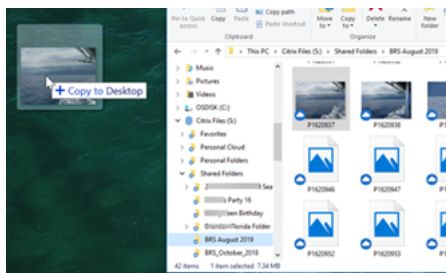 Copy path
Pin to Quick access
Copy
Paste
Paste shortcut
Move to
Copy to
Delete
Rename
New folder
Clipboard
Organize
> This PC > Citrix Files (S:) > Shared Folders > BRS August 2019
Music
Pictures
Videos
OSDISK (C:)
Citrix Files (S:)
Favorites
Personal Cloud
Personal Folders
Shared Folders
2 Sea
Party 16
een Birthday
Florida Folder
BRS August 2019
BRS_October_2018
42 items 1 item selected 7.34 MB
+ Copy to Desktop
P1620937
P1620938
P1620946
P1620947
P1620952
P1620953